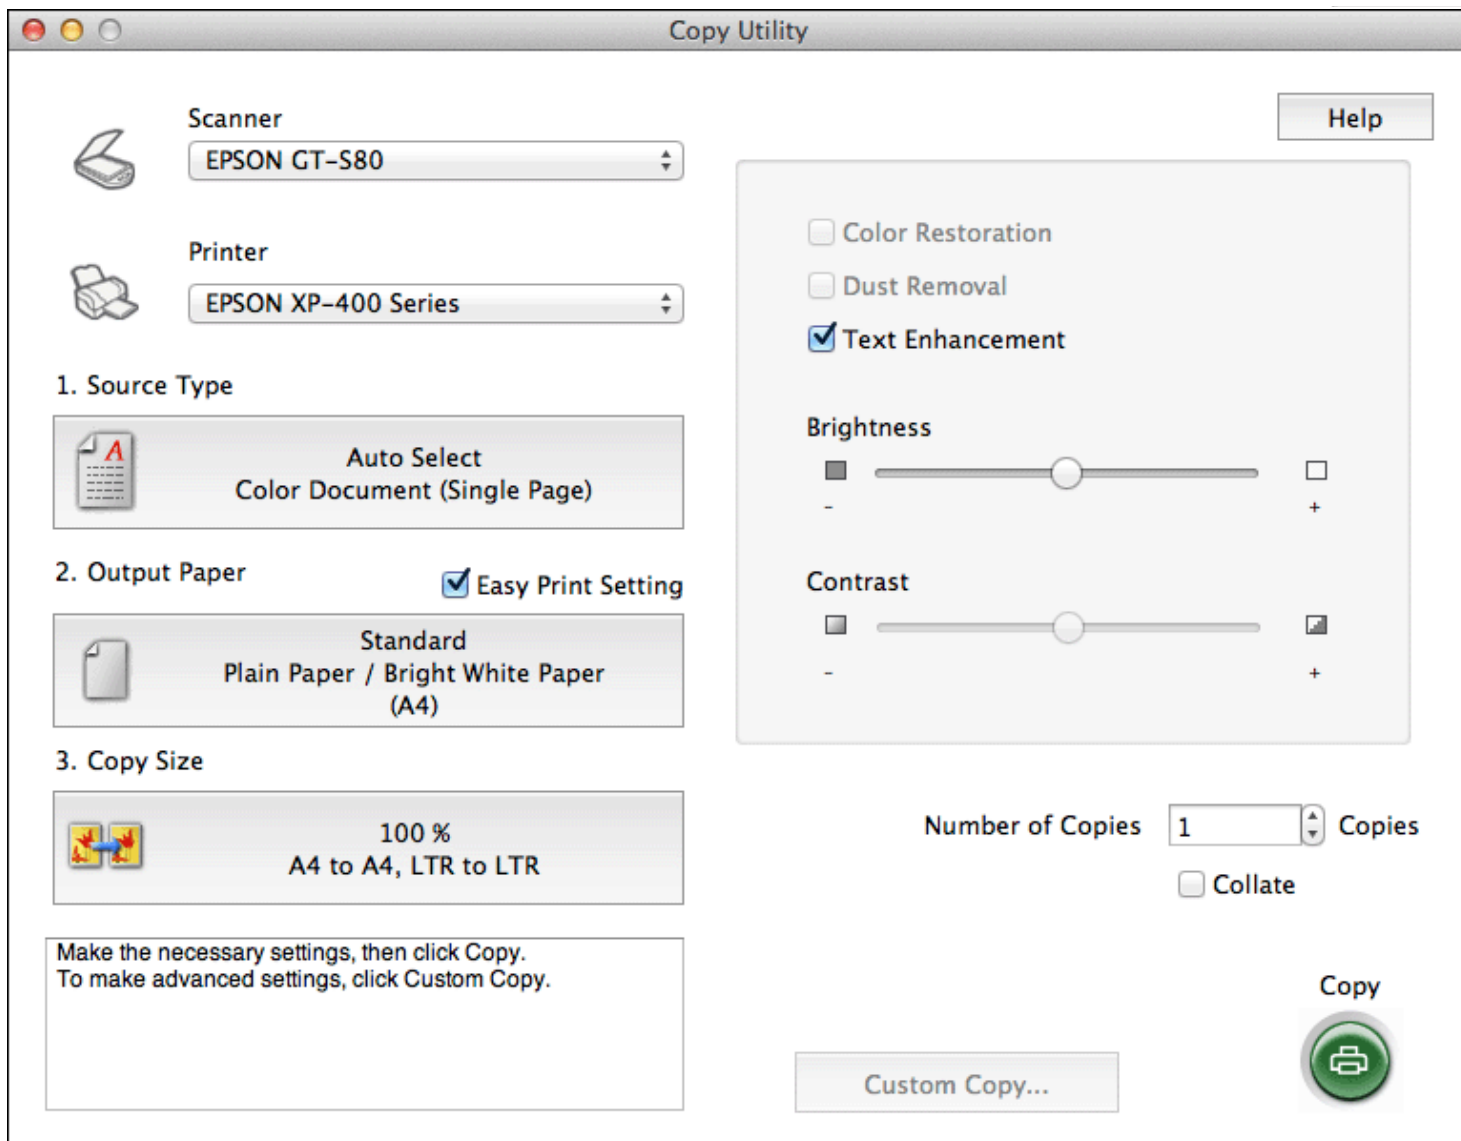 Copy Utility
Help
Scanner
EPSON GT-S80
Printer
EPSON XP-400 Series
1. Source Type
A
Auto Select
Color Document (Single Page)
2. Output Paper
Easy Print Setting
Standard
Plain Paper / Bright White Paper
(A4)
3. Copy Size
100 %
A4 to A4, LTR to LTR
Make the necessary settings, then click Copy.
To make advanced settings, click Custom Copy.
Color Restoration
Dust Removal
Text Enhancement
Brightness
- +
Contrast
- +
Number of Copies 1 Copies
Collate
Copy
Custom Copy...